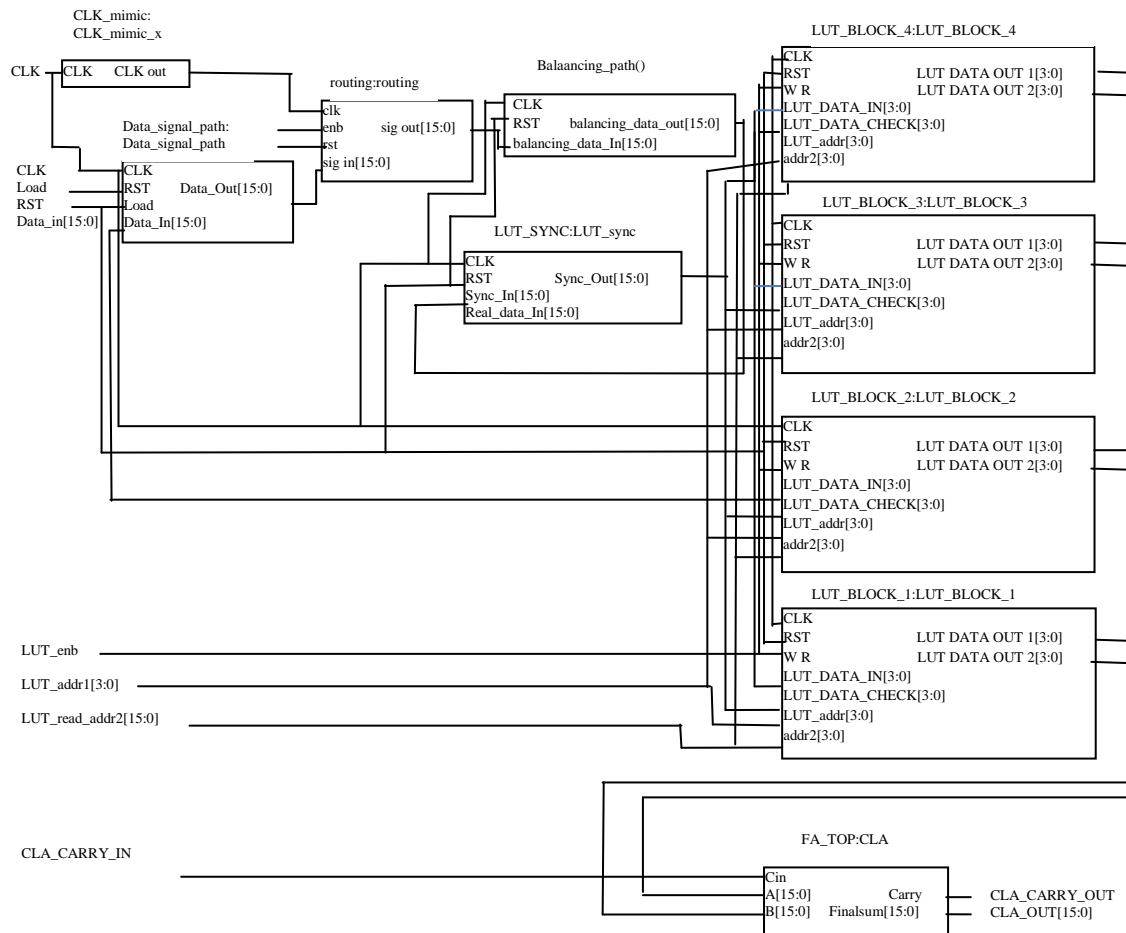 CLK_mimic:
CLK_mimic_x
CLK
CLK CLK out
routing:routing
clk
enb sig out[15:0]
rst
sig in[15:0]
Data_signal_path:
Data_signal_path
CLK
Load
RST
Data_in[15:0]
CLK
RST Data_Out[15:0]
Load
Data_In[15:0]
Balaancing_path()
CLK
RST balancing_data_out[15:0]
balancing_data_In[15:0]
LUT_SYNC:LUT_sync
CLK
RST Sync_Out[15:0]
Sync_In[15:0]
Real_data_In[15:0]
LUT_BLOCK_4:LUT_BLOCK_4
CLK
RST LUT DATA OUT 1[3:0]
W R LUT DATA OUT 2[3:0]
LUT_DATA_IN[3:0]
LUT_DATA_CHECK[3:0]
LUT_addr[3:0]
addr2[3:0]
LUT_BLOCK_3:LUT_BLOCK_3
CLK
RST LUT DATA OUT 1[3:0]
W R LUT DATA OUT 2[3:0]
LUT_DATA_IN[3:0]
LUT_DATA_CHECK[3:0]
LUT_addr[3:0]
addr2[3:0]
LUT_BLOCK_2:LUT_BLOCK_2
CLK
RST LUT DATA OUT 1[3:0]
W R LUT DATA OUT 2[3:0]
LUT_DATA_IN[3:0]
LUT_DATA_CHECK[3:0]
LUT_addr[3:0]
addr2[3:0]
LUT_BLOCK_1:LUT_BLOCK_1
CLK
RST LUT DATA OUT 1[3:0]
W R LUT DATA OUT 2[3:0]
LUT_DATA_IN[3:0]
LUT_DATA_CHECK[3:0]
LUT_addr[3:0]
addr2[3:0]
LUT_enb
LUT_addr1[3:0]
LUT_read_addr2[15:0]
CLA_CARRY_IN
FA_TOP:CLA
Cin
A[15:0] Carry
B[15:0] Finalsum[15:0]
CLA_CARRY_OUT
CLA_OUT[15:0]